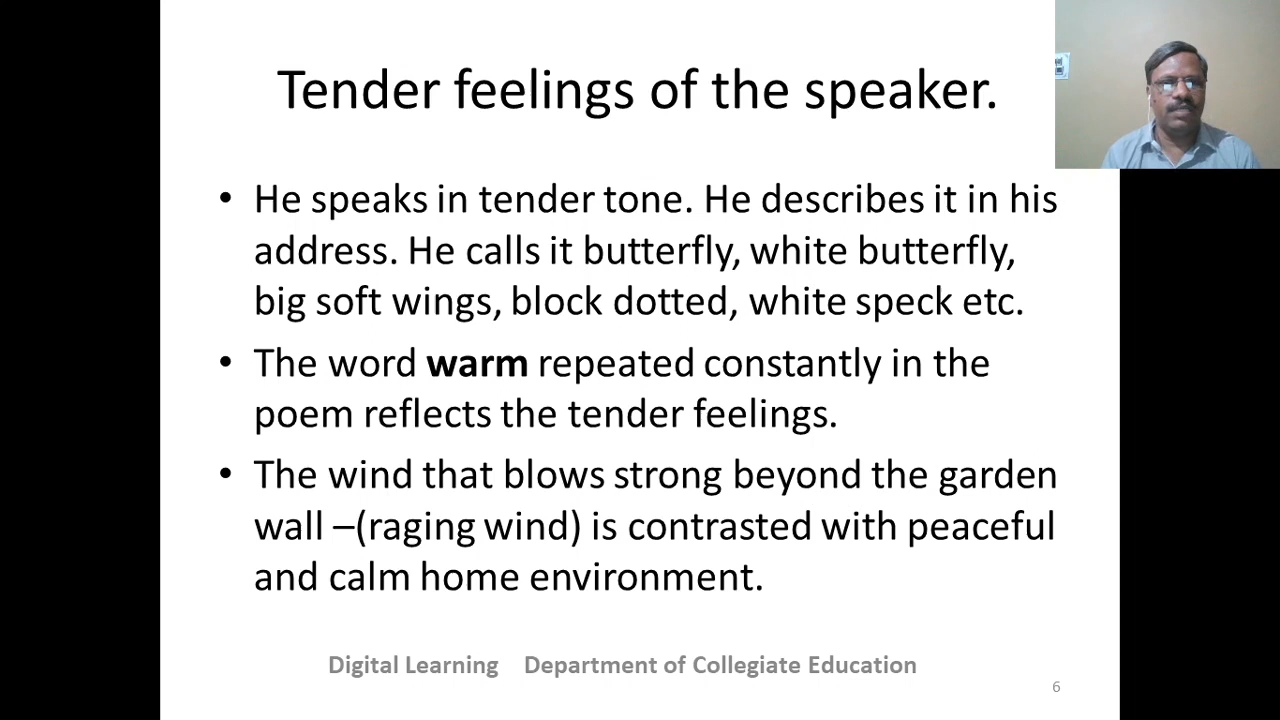 Tender feelings of the speaker.
• He speaks in tender tone. He describes it in his
address. He calls it butterfly, white butterfly,
big soft wings, block dotted, white speck etc.
• The word warm repeated constantly in the
poem reflects the tender feelings.
• The wind that blows strong beyond the garden
wall –(raging wind) is contrasted with peaceful
and calm home environment.
Digital Learning Department of Collegiate Education
6